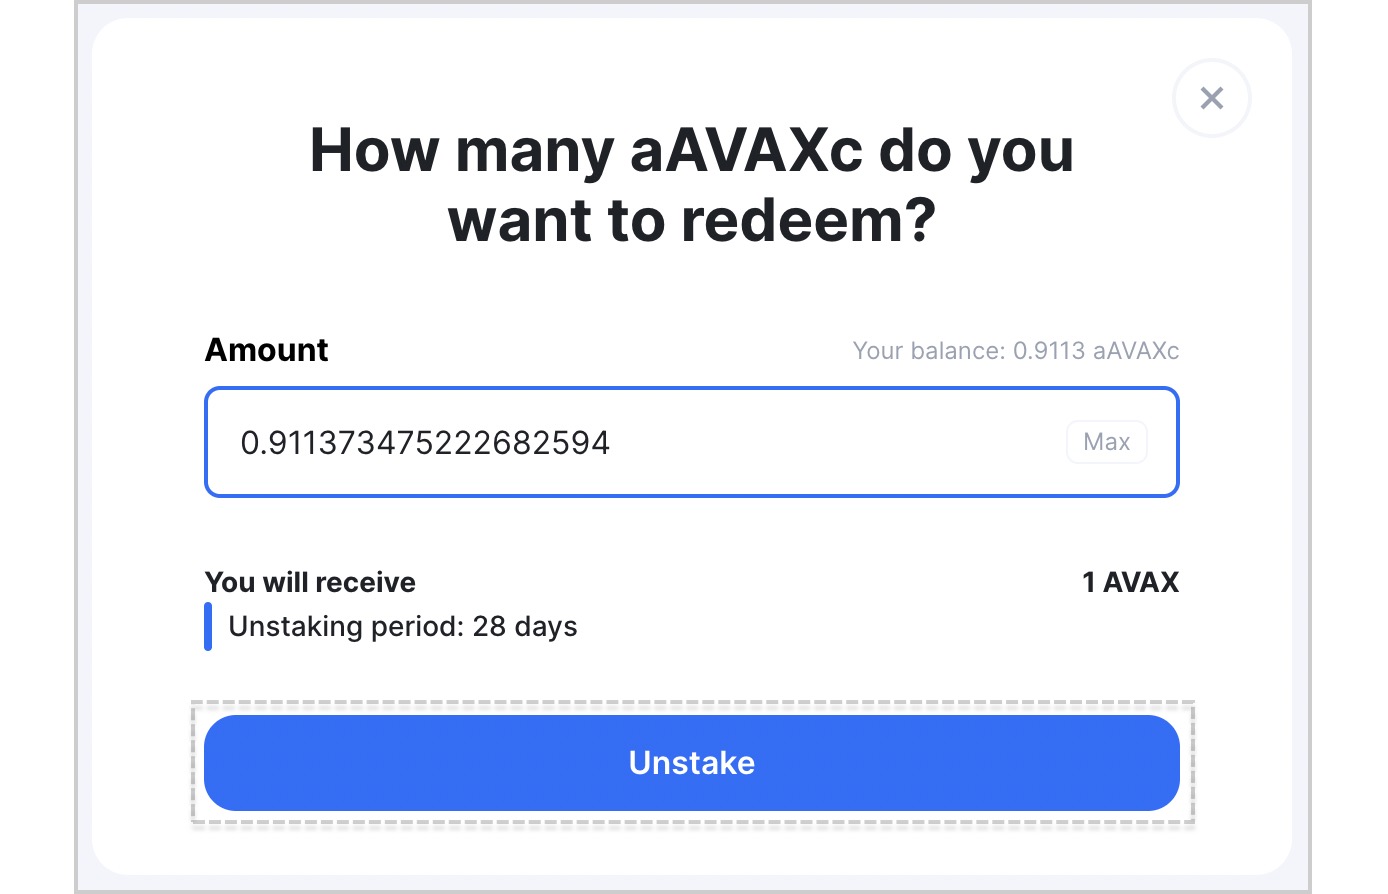 How many aAVAXc do you
want to redeem?
Amount
Your balance: 0.9113 aAVAXc
0.911373475222682594
Max
You will receive
1 AVAX
Unstaking period: 28 days
Unstake